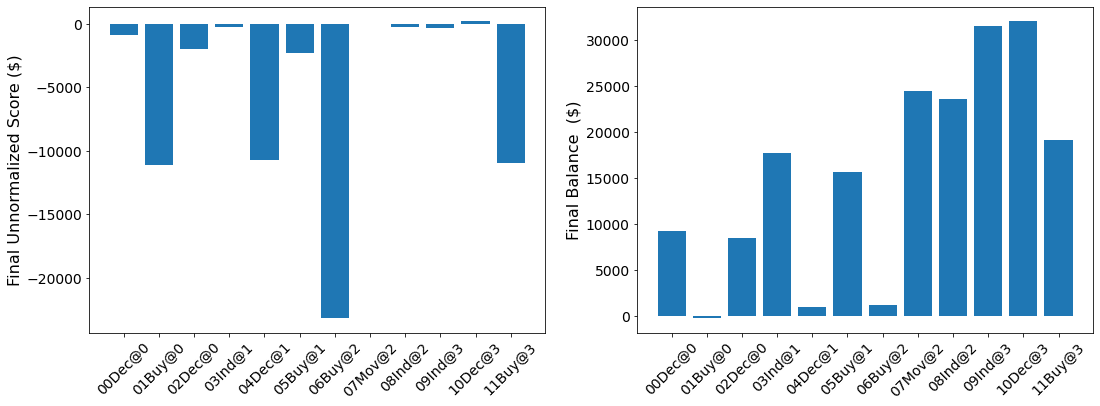 Final Unnormalized Score ($)
0
−5000
−10000
−15000
−20000
00Dec@0
01Buy@0
02Dec@0
03Ind@1
04Dec@1
05Buy@1
06Buy@2
07Mov@2
08Ind@2
09Ind@3
10Dec@3
11Buy@3
Final Balance ($)
30000
25000
20000
15000
10000
5000
0
00Dec@0
01Buy@0
02Dec@0
03Ind@1
04Dec@1
05Buy@1
06Buy@2
07Mov@2
08Ind@2
09Ind@3
10Dec@3
11Buy@3